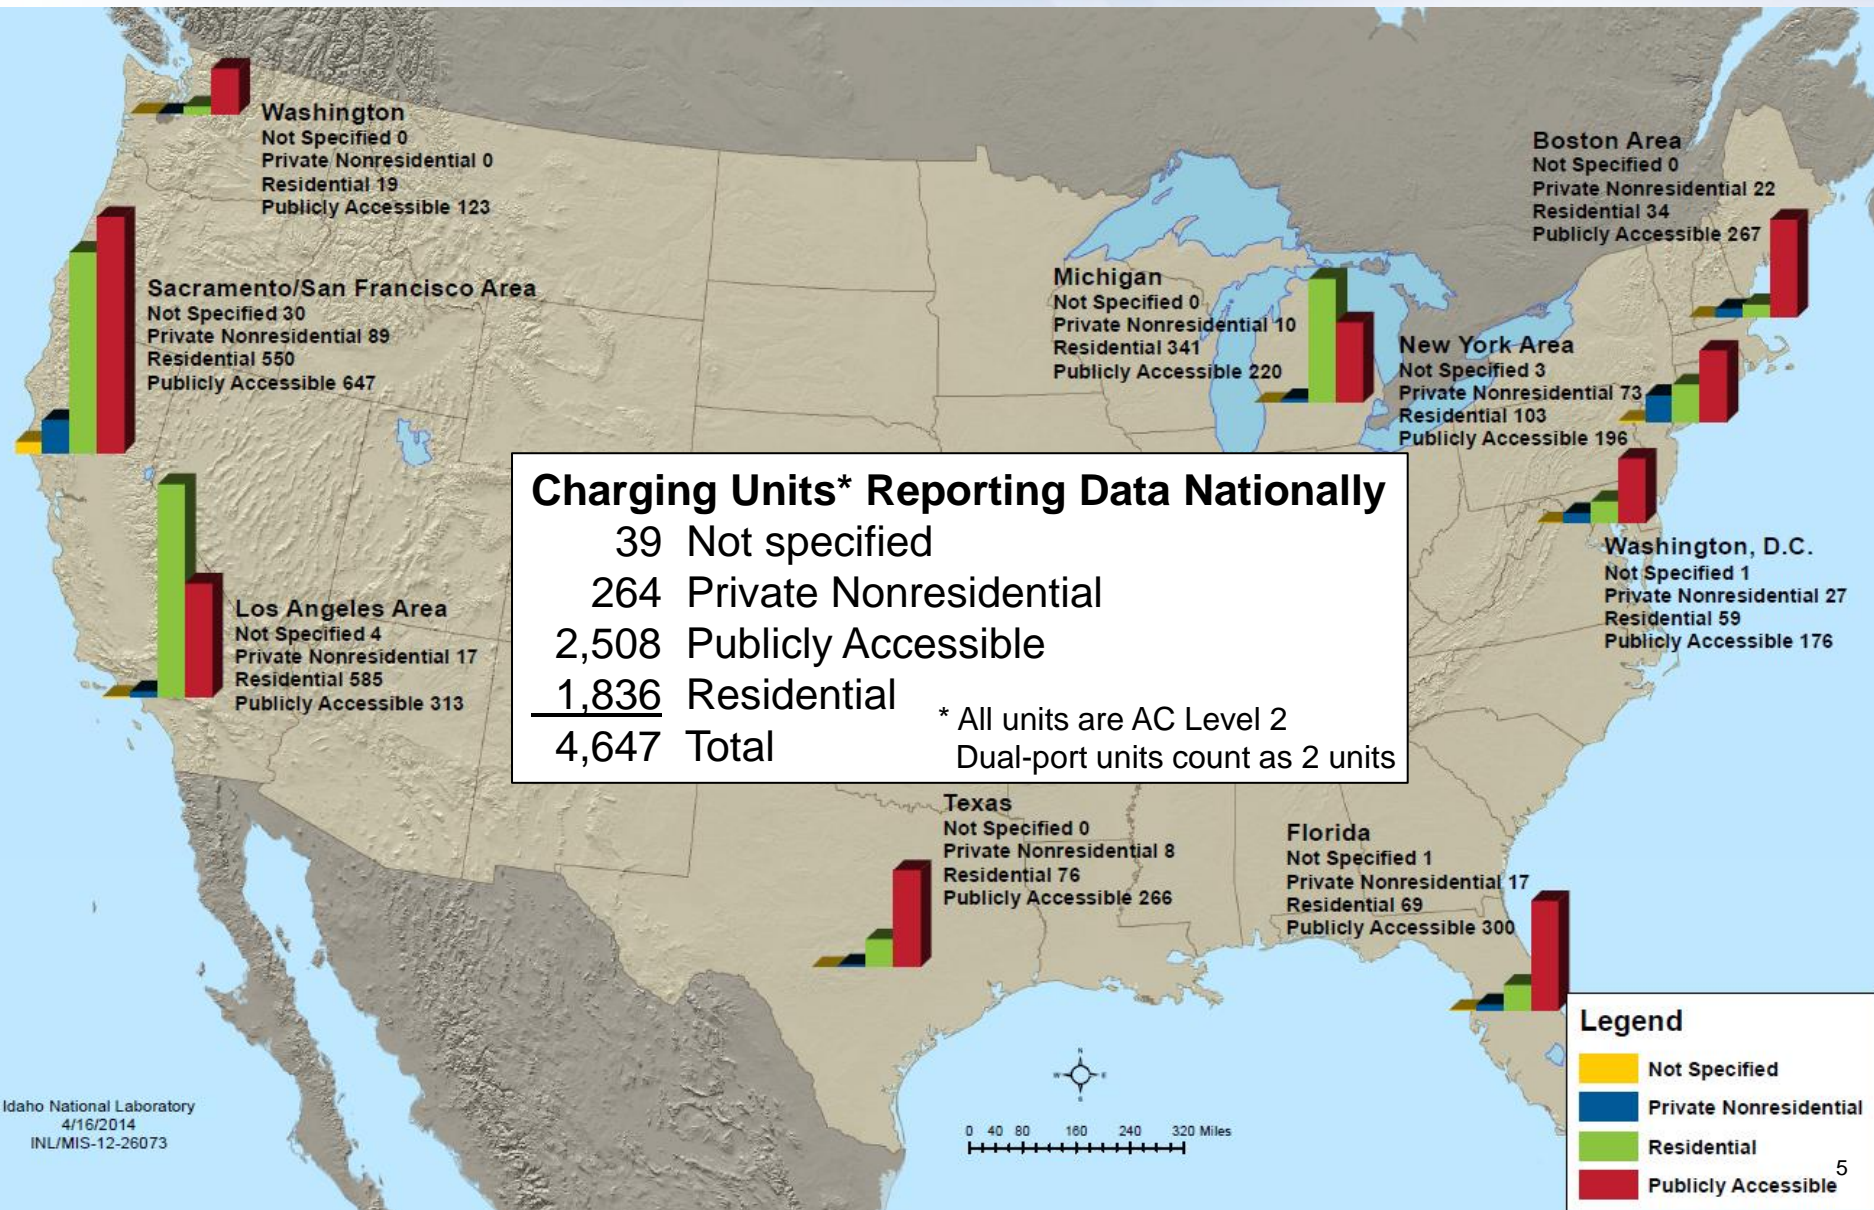 Washington
Not Specified 0
Private Nonresidential 0
Residential 19
Publicly Accessible 123
Boston Area
Not Specified 0
Private Nonresidential 22
Residential 34
Publicly Accessible 267
Sacramento/San Francisco Area
Not Specified 30
Private Nonresidential 89
Residential 550
Publicly Accessible 647
Michigan
Not Specified 0
Private Nonresidential 10
Residential 341
Publicly Accessible 220
New York Area
Not Specified 3
Private Nonresidential 73
Residential 103
Publicly Accessible 196
Charging Units* Reporting Data Nationally
39 Not specified
264 Private Nonresidential
2,508 Publicly Accessible
1,836 Residential
4,647 Total
* All units are AC Level 2
Dual-port units count as 2 units
Washington, D.C.
Not Specified 1
Private Nonresidential 27
Residential 59
Publicly Accessible 176
Los Angeles Area
Not Specified 4
Private Nonresidential 17
Residential 585
Publicly Accessible 313
Texas
Not Specified 0
Private Nonresidential 8
Residential 76
Publicly Accessible 266
Florida
Not Specified 1
Private Nonresidential 17
Residential 69
Publicly Accessible 300
Legend
Not Specified
Private Nonresidential
Residential
Publicly Accessible
5
N
W E
S
0 40 80 160 240 320 Miles
Idaho National Laboratory
4/16/2014
INL/MIS-12-26073